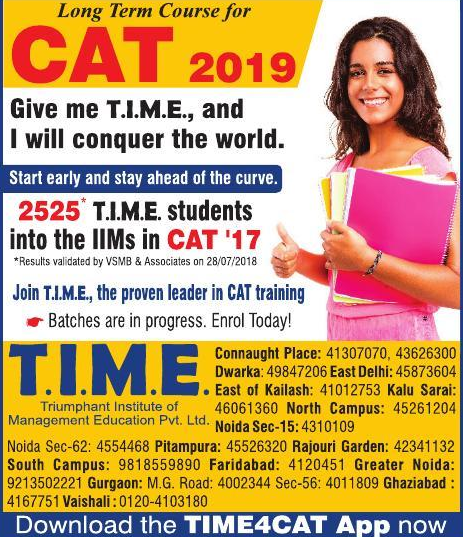 Long Term Course for
CAT 2019
Give me T.I.M.E., and
I will conquer the world.
Start early and stay ahead of the curve.
2525* T.I.M.E. students
into the IIMs in CAT '17
*Results validated by VSMB & Associates on 28/07/2018
Join T.I.M.E., the proven leader in CAT training
Batches are in progress. Enrol Today!
T.I.M.E.
Triumphant Institute of
Management Education Pvt. Ltd.
Connaught Place: 41307070, 43626300
Dwarka: 49847206 East Delhi: 45873604
East of Kailash: 41012753 Kalu Sarai:
46061360 North Campus: 45261204
Noida Sec-15: 4310109
Noida Sec-62: 4554468 Pitampura: 45526320 Rajouri Garden: 42341132
South Campus: 9818559890 Faridabad: 4120451 Greater Noida:
9213502221 Gurgaon: M.G. Road: 4002344 Sec-56: 4011809 Ghaziabad :
4167751 Vaishali : 0120-4103180
Download the TIME4CAT App now